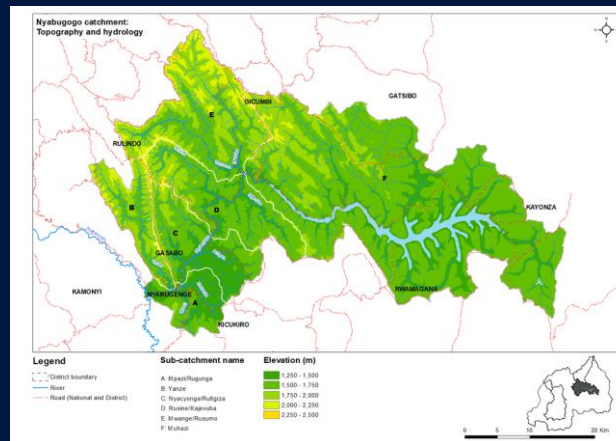 Nyabugogo catchment:
Topography and hydrology
N
GATSIBO
GICUMBI
E
RULINDO
F
B
D
KAYONZA
C
GASABO
KAMONYI
NYARUGENGE
RWAMAGANA
A
KICUKIRO
Legend
District boundary
River
Road (National and District)
Sub-catchment name
A: Mpazi/Rugunga
B: Yanze
C: Nyacyonga/Rufigiza
D: Rusine/Kajevuba
E: Mwange/Rusumo
F: Muhazi
Elevation (m)
1,250 - 1,500
1,500 - 1,750
1,750 - 2,000
2,000 - 2,250
2,250 - 2,500
0 5 10 20 Km